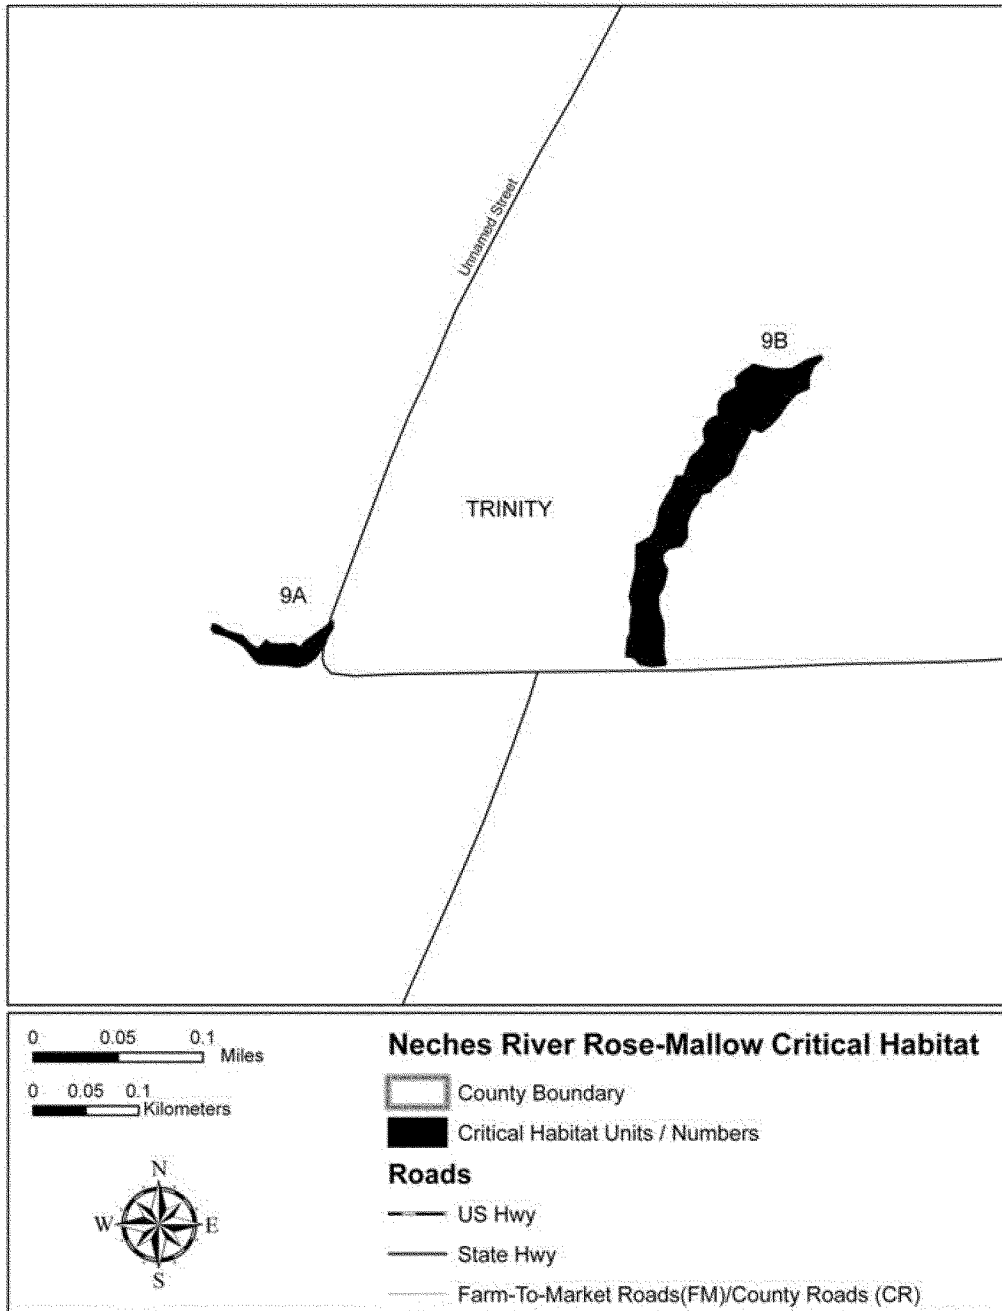 Unnamed Street
9B
TRINITY
9A
0 0.05 0.1
Miles
0 0.05 0.1
Kilometers
N
W E
S
Neches River Rose-Mallow Critical Habitat
County Boundary
Critical Habitat Units / Numbers
Roads
US Hwy
State Hwy
Farm-To-Market Roads(FM)/County Roads (CR)